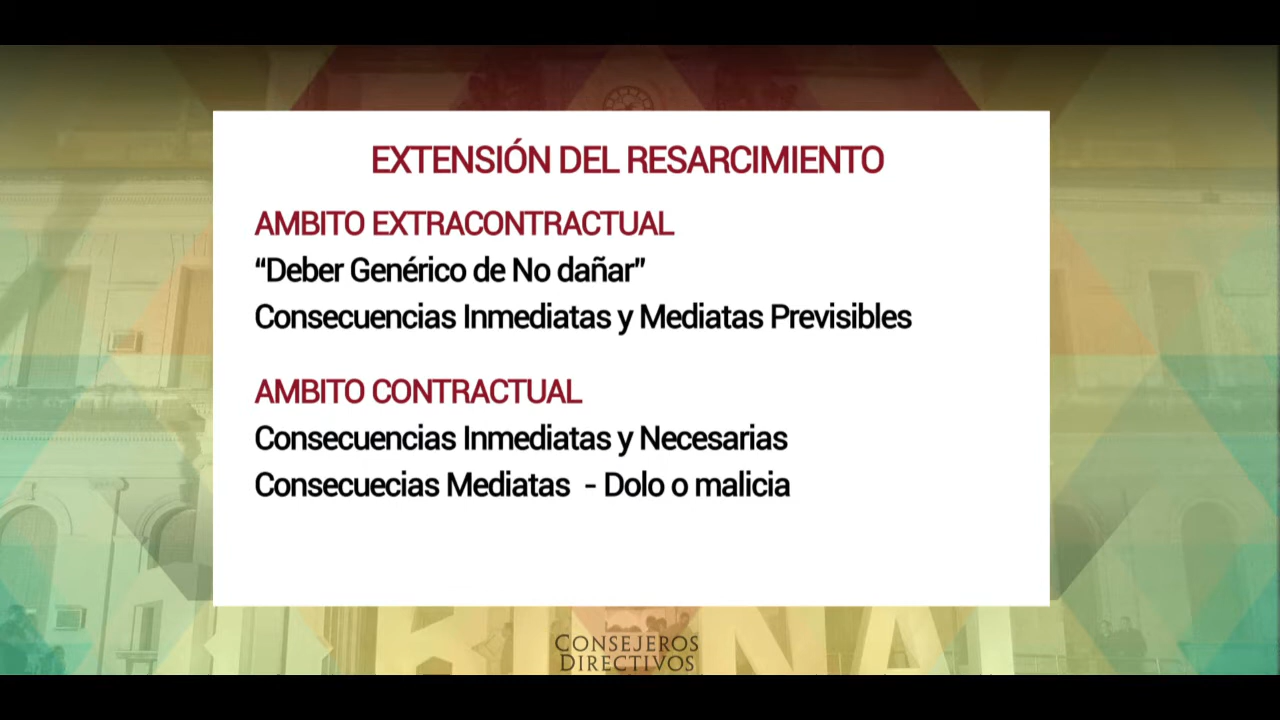 EXTENSIÓN DEL RESARCIMIENTO
AMBITO EXTRACONTRACTUAL
“Deber Genérico de No dañar”
Consecuencias Inmediatas y Mediatas Previsibles
AMBITO CONTRACTUAL
Consecuencias Inmediatas y Necesarias
Consecuecias Mediatas - Dolo o malicia
CONSEJEROS
DIRECTIVOS